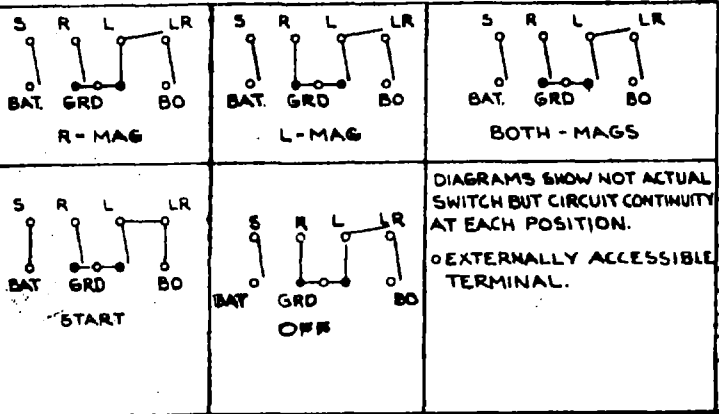 S R L LR
BAT. GRD BO
R-MAG
S R L LR
BAT. GRD BO
L-MAG
S R L LR
BAT. GRD BO
BOTH-MAGS
S R L LR
BAT GRD BO
START
S R L LR
BAT GRD BO
OFF
DIAGRAMS SHOW NOT ACTUAL
SWITCH BUT CIRCUIT CONTINUITY
AT EACH POSITION.
O EXTERNALLY ACCESSIBLE
TERMINAL.